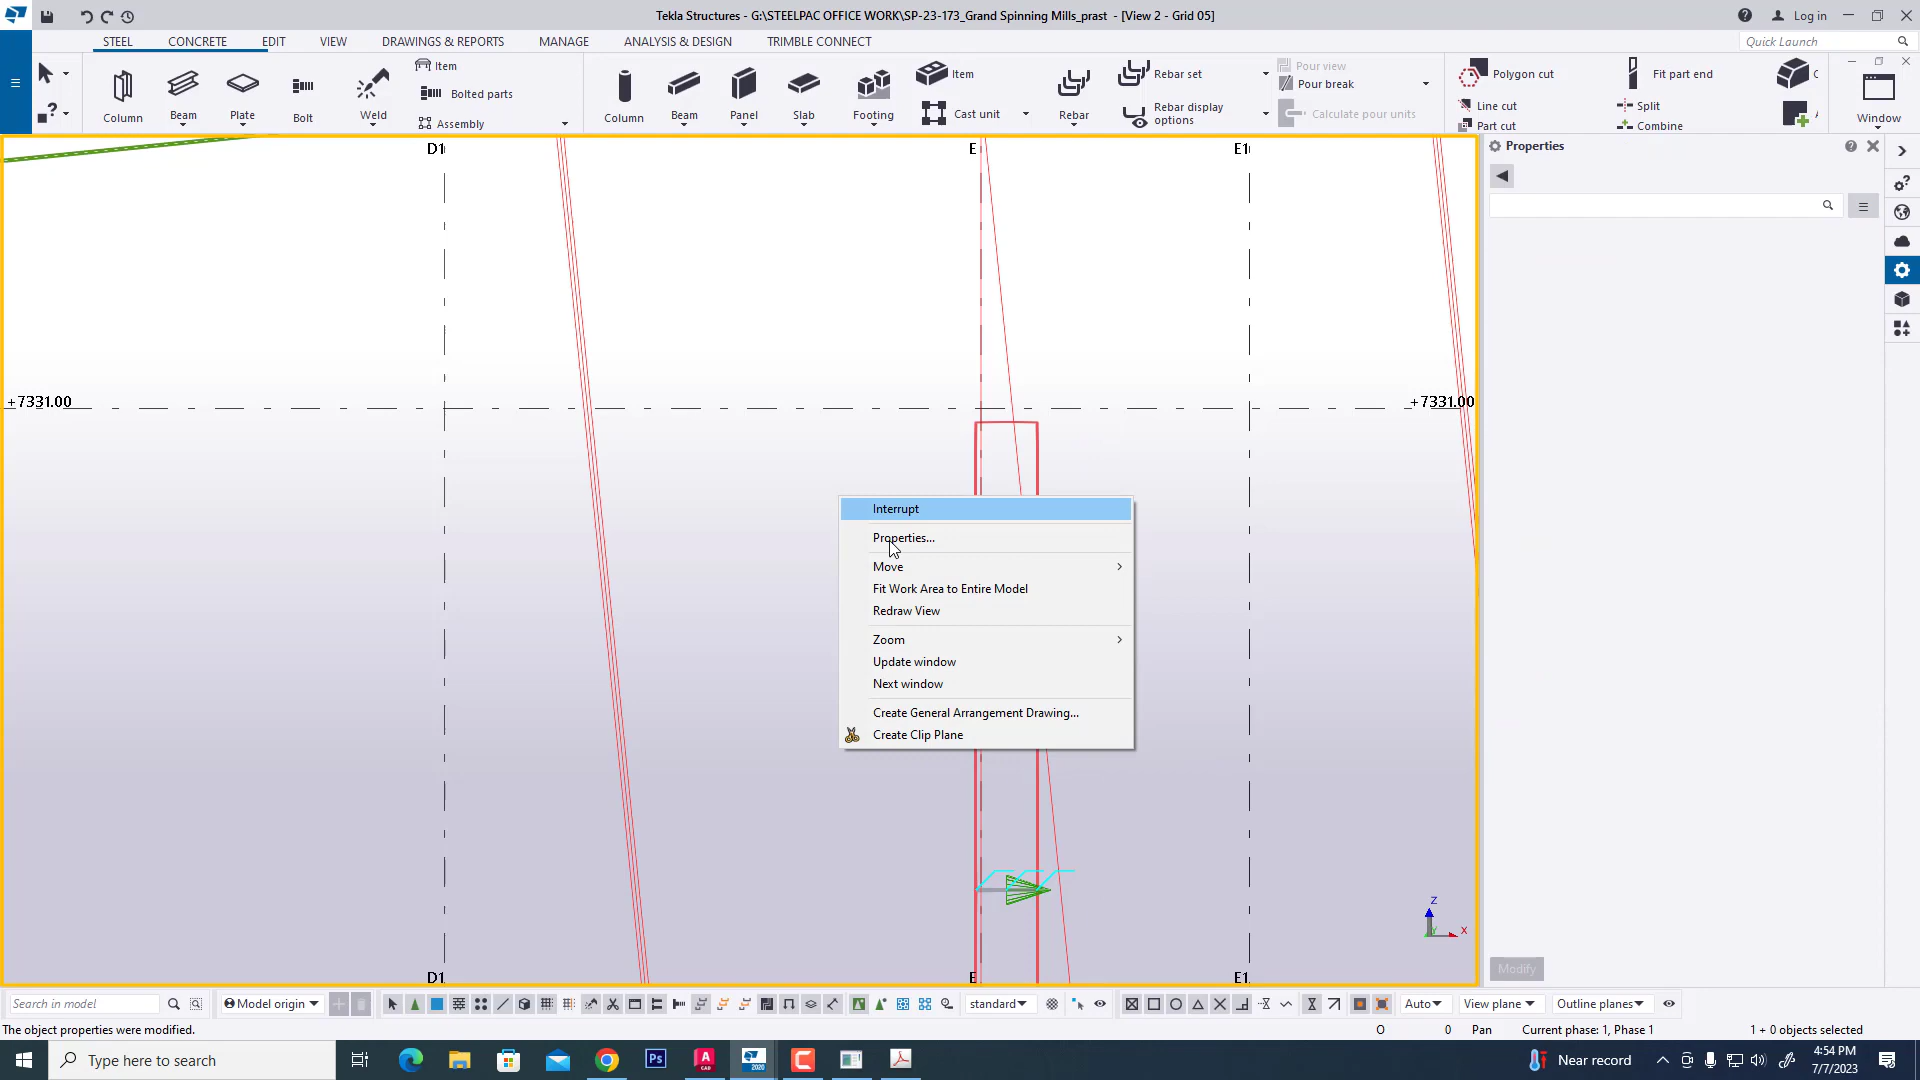 Tekla Structures - G:\STEELPAC OFFICE WORK\SP-23-173_Grand Spinning Mills_prast - [View 2 - Grid 05]
Log in
STEEL CONCRETE EDIT VIEW DRAWINGS & REPORTS MANAGE ANALYSIS & DESIGN TRIMBLE CONNECT
Quick Launch
Item
Bolted parts
Assembly
Column Beam Plate Bolt Weld
Column Beam Panel Slab Footing
Item
Cast unit
Rebar
Rebar set
Rebar display
options
Pour view
Pour break
Calculate pour units
Polygon cut
Line cut
Part cut
Fit part end
Split
Combine
Window
Properties
D1 E E1
+7331.00 +7331.00
Interrupt
Properties...
Move
Fit Work Area to Entire Model
Redraw View
Zoom
Update window
Next window
Create General Arrangement Drawing...
Create Clip Plane
Z
X
Y
D1 E E1
Modify
Search in model
Model origin
standard
Auto
View plane
Outline planes
The object properties were modified.
O 0 Pan Current phase: 1, Phase 1 1 + 0 objects selected
Type here to search
Near record
4:54 PM
7/7/2023